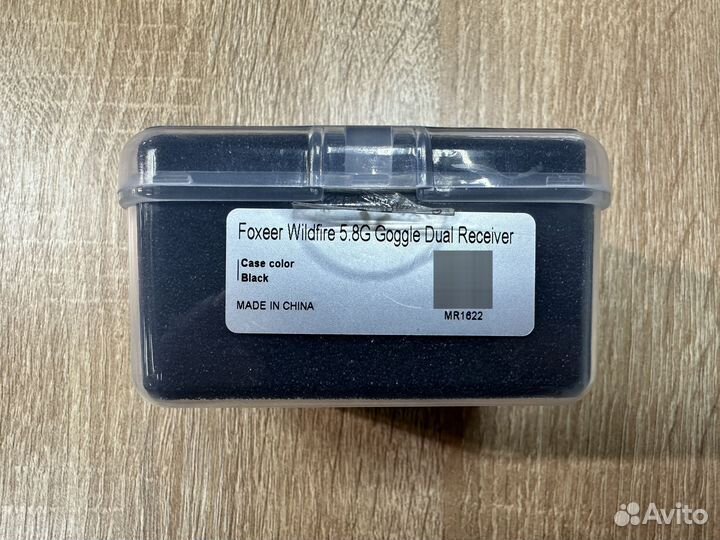 Foxeer Wildfire 5.8G Goggle Dual Receiver
Case color
Black
MADE IN CHINA
MR1622
Avito